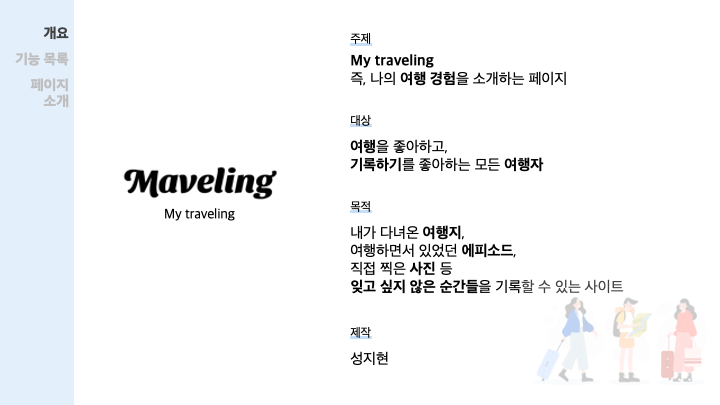 개요
기능 목록
페이지
소개
Maveling
My traveling
주제
My traveling
즉, 나의 여행 경험을 소개하는 페이지
대상
여행을 좋아하고,
기록하기를 좋아하는 모든 여행자
목적
내가 다녀온 여행지,
여행하면서 있었던 에피소드,
직접 찍은 사진 등
잊고 싶지 않은 순간들을 기록할 수 있는 사이트
제작
성지현